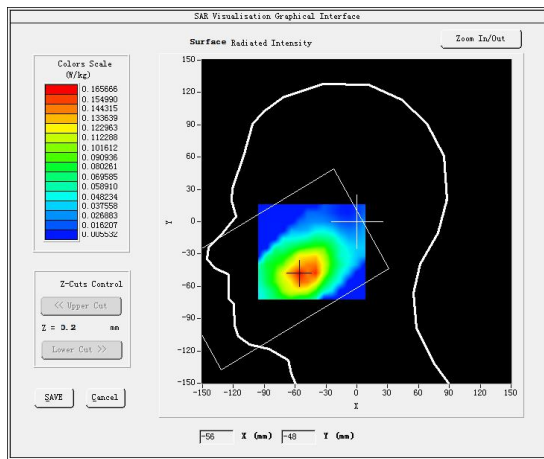 SAR Visualisation Graphical Interface
Surface Radiated Intensity
Zoom In/Out
Colors Scale
(W/kg)
0.165666
0.154990
0.144315
0.133639
0.122963
0.112288
0.101612
0.090936
0.080261
0.069585
0.058910
0.048234
0.037558
0.026883
0.016207
0.005532
Z-Cuts Control
<< Upper Cut
Z = 0.2 mm
Lower Cut >>
SAVE Cancel
150
120
90
60
30
0
-30
-60
-90
-120
-150
Y
-150 -120 -90 -60 -30 0 30 60 90 120 150
X
-56 X (mm) -48 Y (mm)